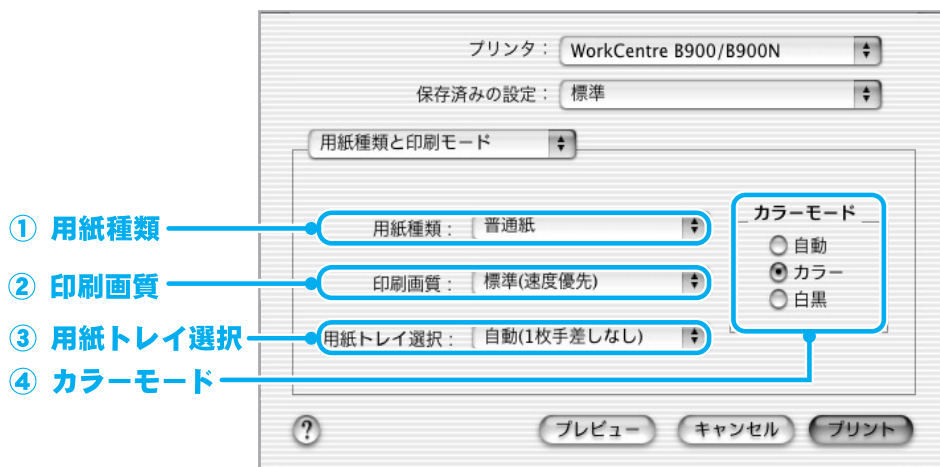 プリンタ： WorkCentre B900/B900N
保存済みの設定： 標準
用紙種類と印刷モード
① 用紙種類
用紙種類： 普通紙
② 印刷画質
印刷画質： 標準(速度優先)
③ 用紙トレイ選択
用紙トレイ選択： 自動(1枚手差しなし)
④ カラーモード
カラーモード
自動
カラー
白黒
?
プレビュー キャンセル プリント